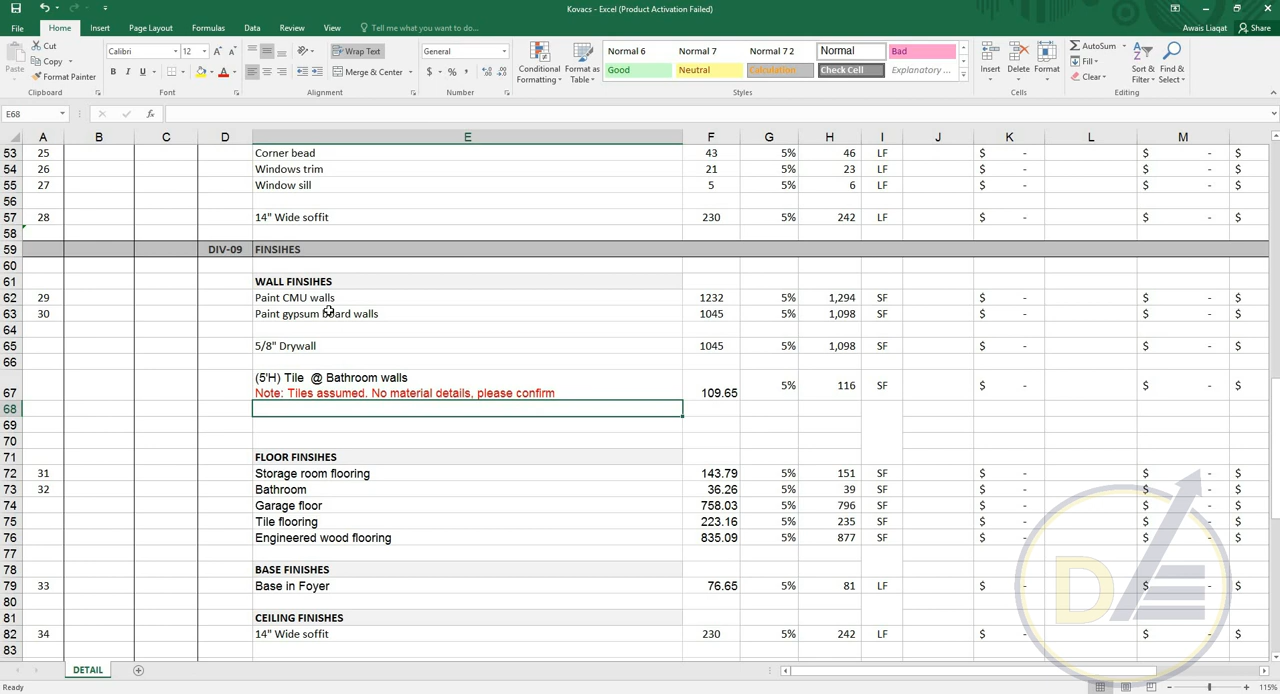 Kovacs - Excel (Product Activation Failed)
File Home Insert Page Layout Formulas Data Review View Tell me what you want to do... Awais Liaqat Share
Paste Cut Copy Format Painter Clipboard
Calibri 12 B I U A Font
Wrap Text Merge & Center Alignment
General $ % Number
Conditional Formatting Format as Table
Normal 6 Normal 7 Normal 7 2 Normal Bad
Good Neutral Calculation Check Cell Explanatory ... Styles
Insert Delete Format Cells
AutoSum Fill Clear Sort & Filter Find & Select Editing
E68 fx
A B C D E F G H I J K L M
53 25 Corner bead 43 5% 46 LF $ - $ - $
54 26 Windows trim 21 5% 23 LF $ - $ - $
55 27 Window sill 5 5% 6 LF $ - $ - $
56
57 28 14" Wide soffit 230 5% 242 LF $ - $ - $
58
59 DIV-09 FINSIHES
60
61 WALL FINSIHES
62 29 Paint CMU walls 1232 5% 1,294 SF $ - $ - $
63 30 Paint gypsum board walls 1045 5% 1,098 SF $ - $ - $
64
65 5/8" Drywall 1045 5% 1,098 SF $ - $ - $
66
(5'H) Tile @ Bathroom walls
67 Note: Tiles assumed. No material details, please confirm 109.65 5% 116 SF $ - $ - $
68
69
70
71 FLOOR FINSIHES
72 31 Storage room flooring 143.79 5% 151 SF $ - $ - $
73 32 Bathroom 36.26 5% 39 SF $ - $ - $
74 Garage floor 758.03 5% 796 SF $ - $ - $
75 Tile flooring 223.16 5% 235 SF $ - $ - $
76 Engineered wood flooring 835.09 5% 877 SF $ - $ - $
77
78 BASE FINISHES
79 33 Base in Foyer 76.65 5% 81 LF $ - $ - $
80
81 CEILING FINISHES
82 34 14" Wide soffit 230 5% 242 LF $ - $ - $
83
DETAIL
Ready 115%
D